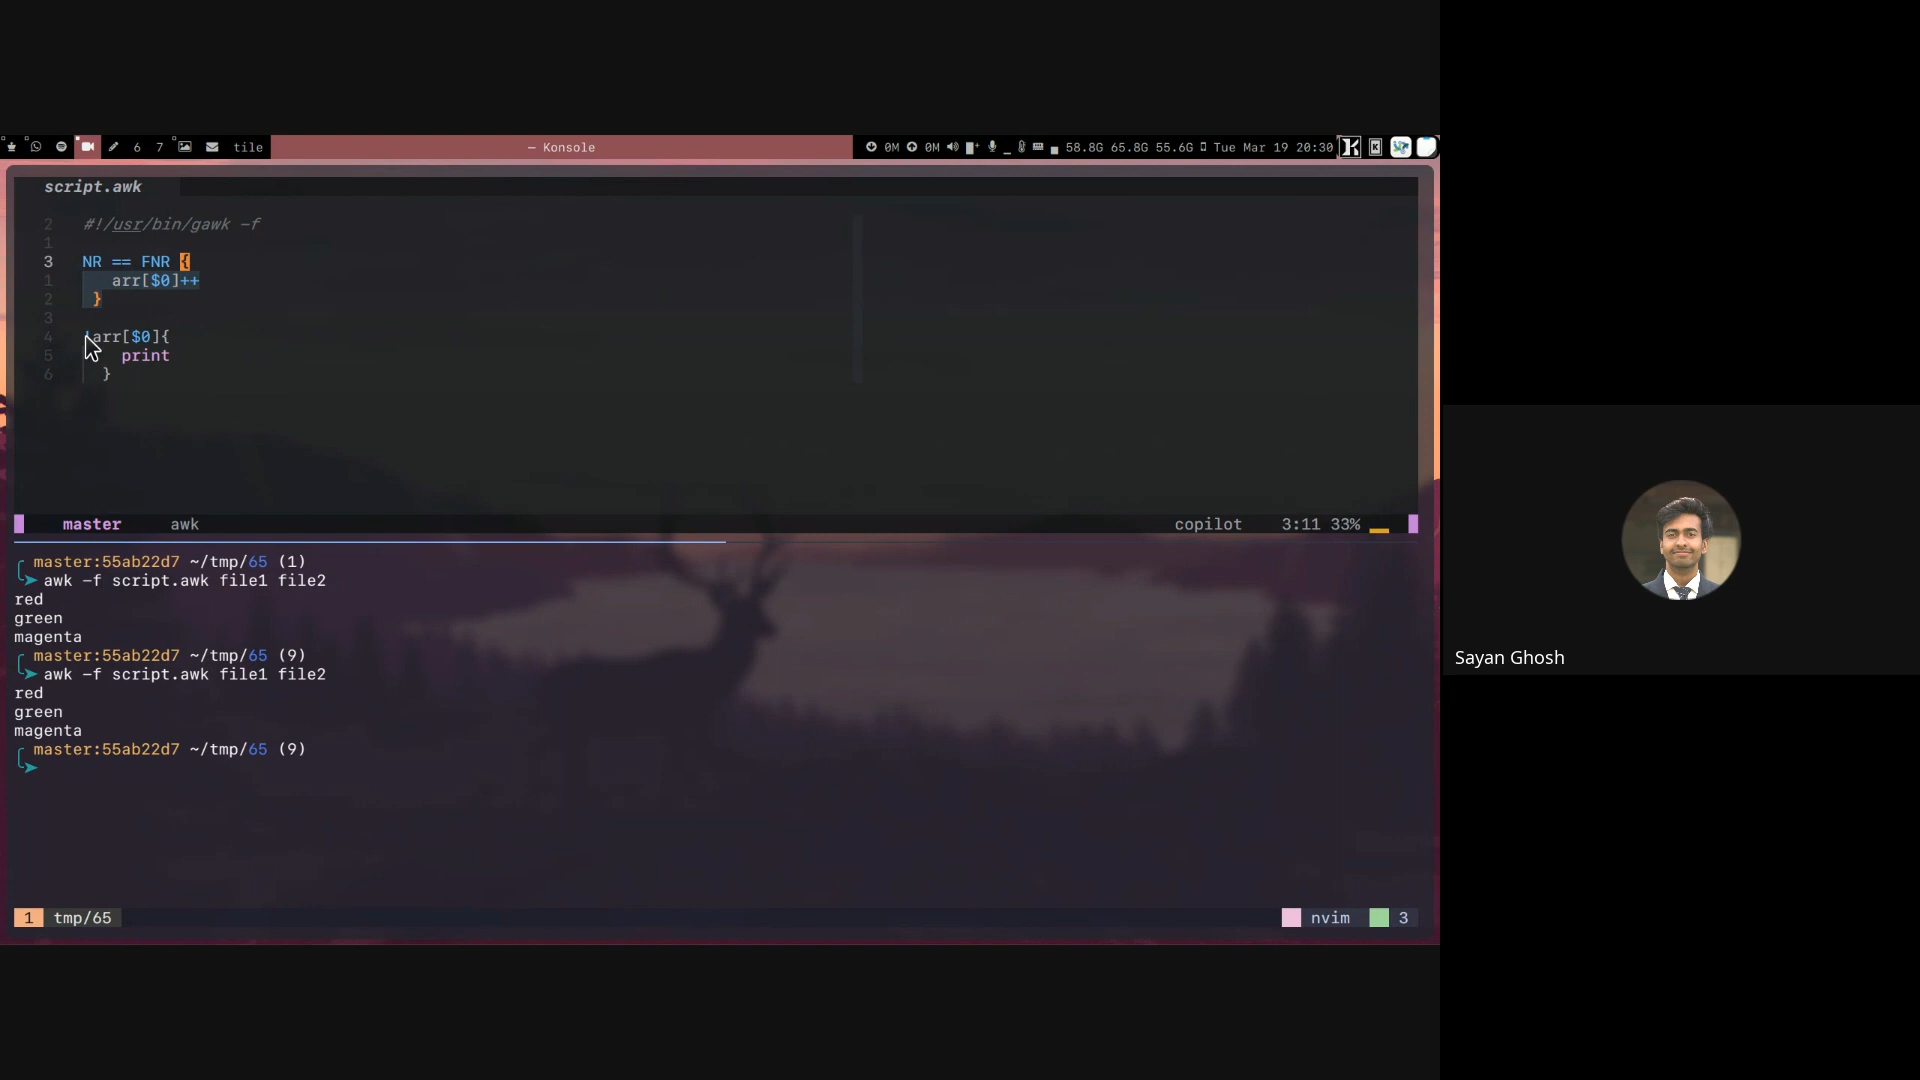 6 7 tile — Konsole 0M 0M 58.8G 65.8G 55.6G Tue Mar 19 20:30
script.awk
2 #!/usr/bin/gawk -f
1
3 NR == FNR {
1 arr[$0]++
2 }
3
4 !arr[$0]{
5 print
6 }
master awk copilot 3:11 33%
master:55ab22d7 ~/tmp/65 (1)
awk -f script.awk file1 file2
red
green
magenta
master:55ab22d7 ~/tmp/65 (9)
awk -f script.awk file1 file2
red
green
magenta
master:55ab22d7 ~/tmp/65 (9)
1 tmp/65 nvim 3
Sayan Ghosh